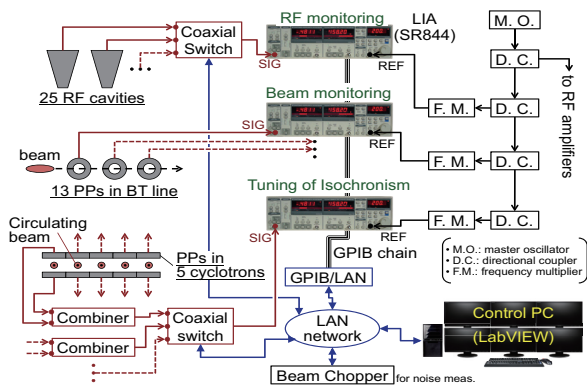 RF monitoring
LIA
(SR844)
M. O.
Coaxial
Switch
SIG
REF
D. C.
to RF
amplifiers
25 RF cavities
F. M.
D. C.
Beam monitoring
SIG
REF
beam
F. M.
D. C.
13 PPs in BT line
Tuning of Isochronism
Circulating
beam
SIG
REF
F. M.
D. C.
PPs in
5 cyclotrons
GPIB chain
• M.O.: master oscillator
• D.C.: directional coupler
• F.M.: frequency multiplier
GPIB/LAN
Combiner
Coaxial
switch
LAN
network
Control PC
(LabVIEW)
Combiner
Beam Chopper
for noise meas.